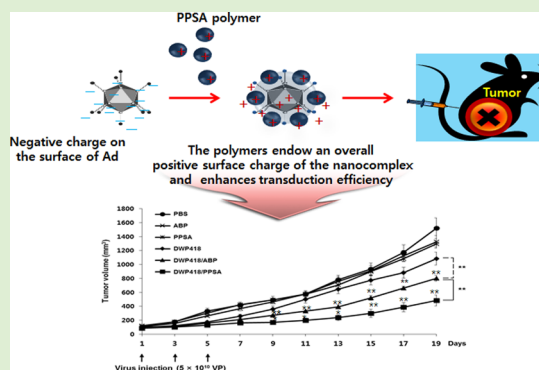 PPSA polymer
Tumor
Negative charge on
the surface of Ad
The polymers endow an overall
positive surface charge of the nanocomplex
and enhances transduction efficiency
Tumor volume (mm³)
1800
1600
1400
1200
1000
800
600
400
200
0
PBS
ABP
PPSA
DWP418
DWP418/ABP
DWP418/PPSA
**
**
**
**
**
**
**
**
**
1 3 5 7 9 11 13 15 17 19 Days
Virus injection (5 × 10¹⁰ VP)